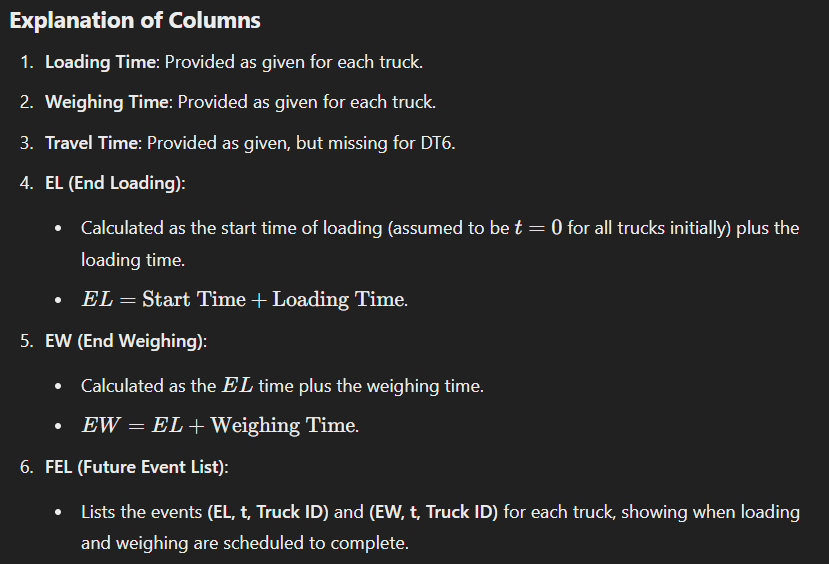 Explanation of Columns
1. Loading Time: Provided as given for each truck.
2. Weighing Time: Provided as given for each truck.
3. Travel Time: Provided as given, but missing for DT6.
4. EL (End Loading):
• Calculated as the start time of loading (assumed to be t = 0 for all trucks initially) plus the
loading time.
• EL = Start Time + Loading Time.
5. EW (End Weighing):
• Calculated as the EL time plus the weighing time.
• EW = EL + Weighing Time.
6. FEL (Future Event List):
• Lists the events (EL, t, Truck ID) and (EW, t, Truck ID) for each truck, showing when loading
and weighing are scheduled to complete.